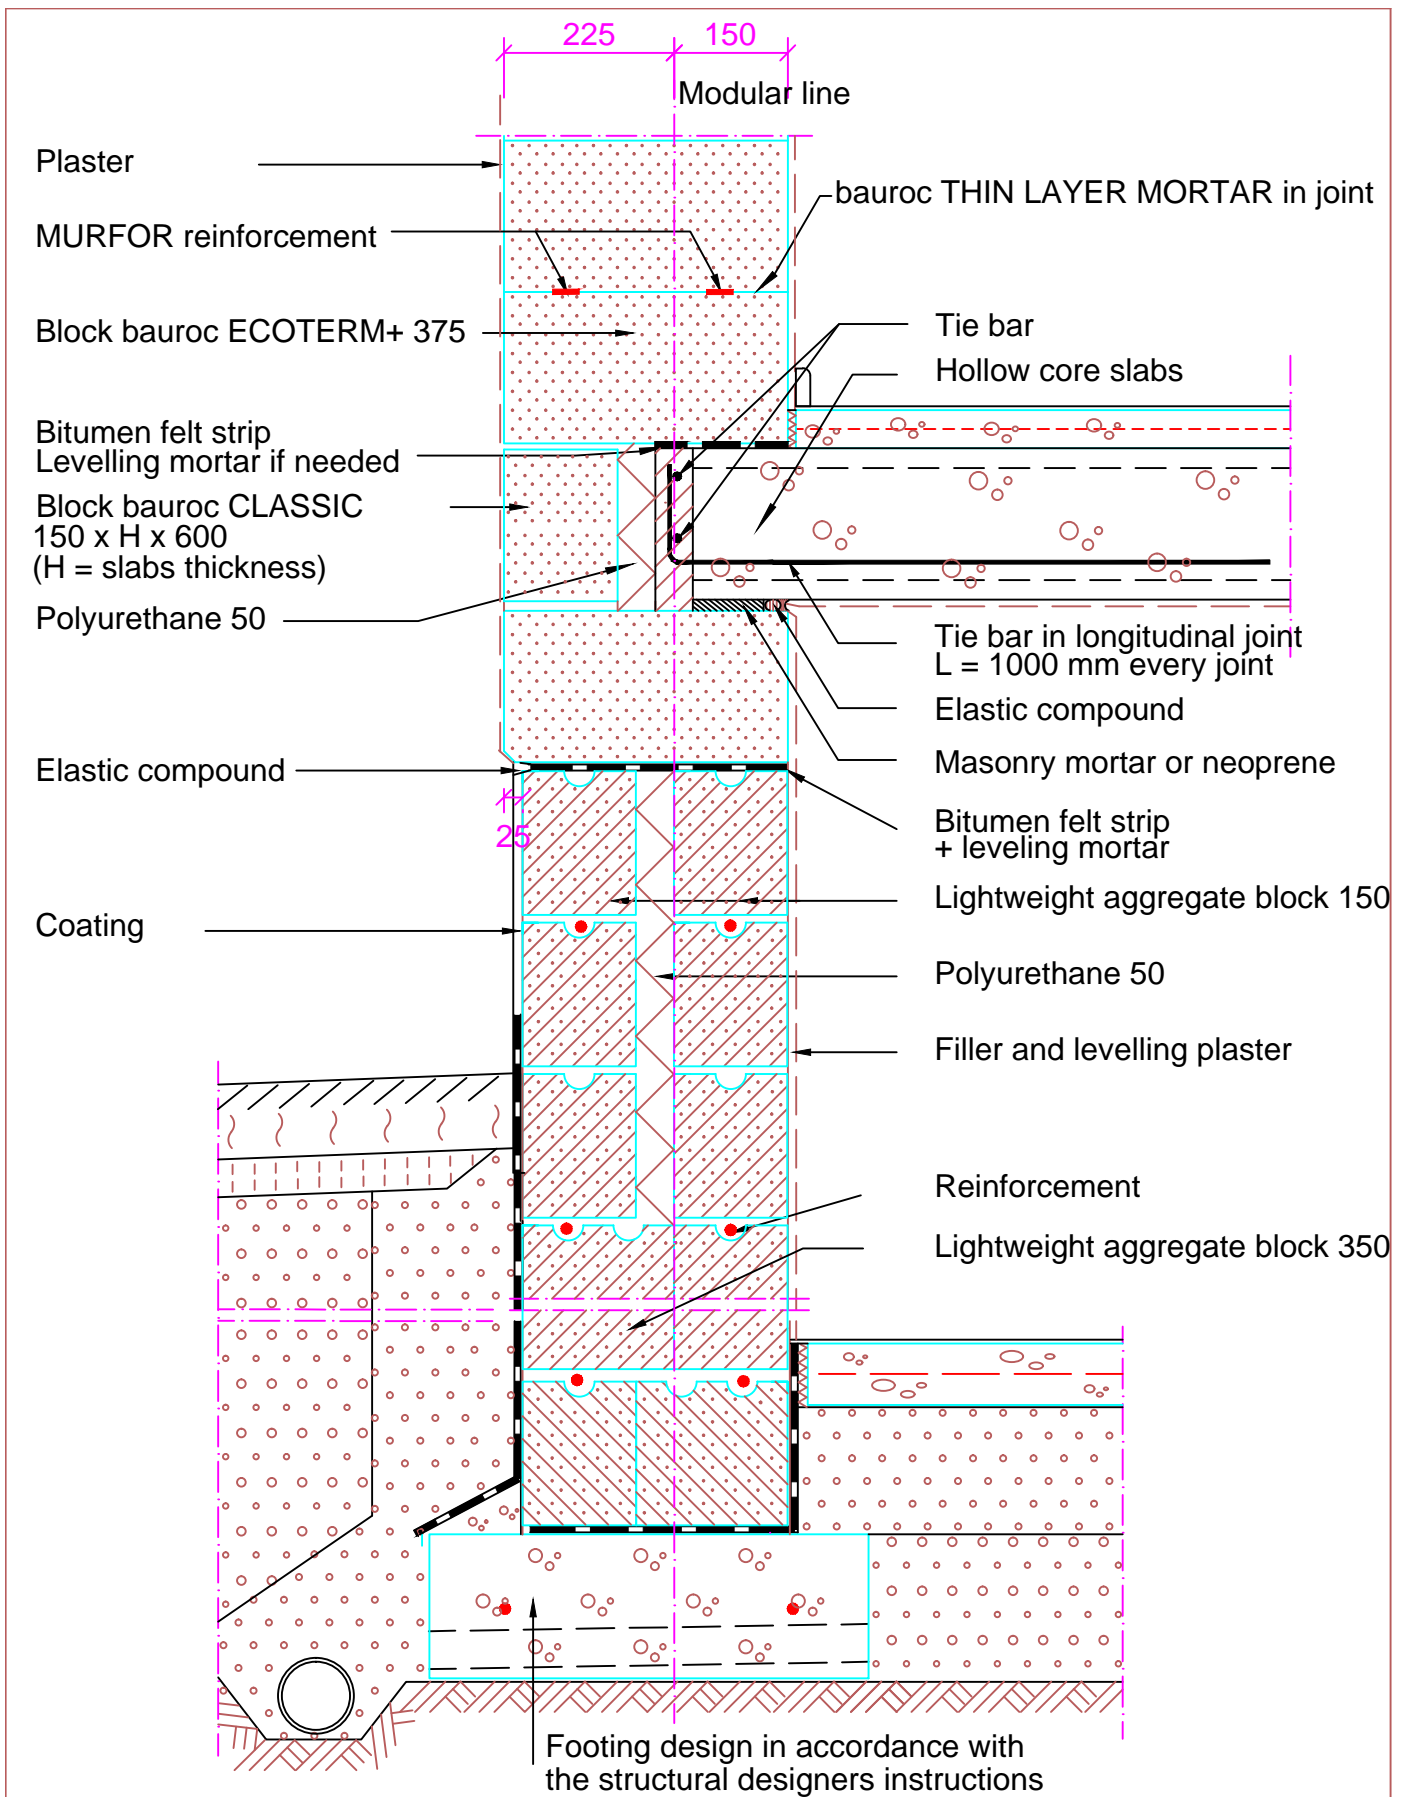 225
150
Modular line
Plaster
bauroc THIN LAYER MORTAR in joint
MURFOR reinforcement
Block bauroc ECOTERM+ 375
Tie bar
Hollow core slabs
Bitumen felt strip
Levelling mortar if needed
Block bauroc CLASSIC
150 x H x 600
(H = slabs thickness)
Polyurethane 50
Tie bar in longitudinal joint
L = 1000 mm every joint
Elastic compound
Masonry mortar or neoprene
Elastic compound
25
Bitumen felt strip
+ leveling mortar
Lightweight aggregate block 150
Coating
Polyurethane 50
Filler and levelling plaster
Reinforcement
Lightweight aggregate block 350
Footing design in accordance with
the structural designers instructions